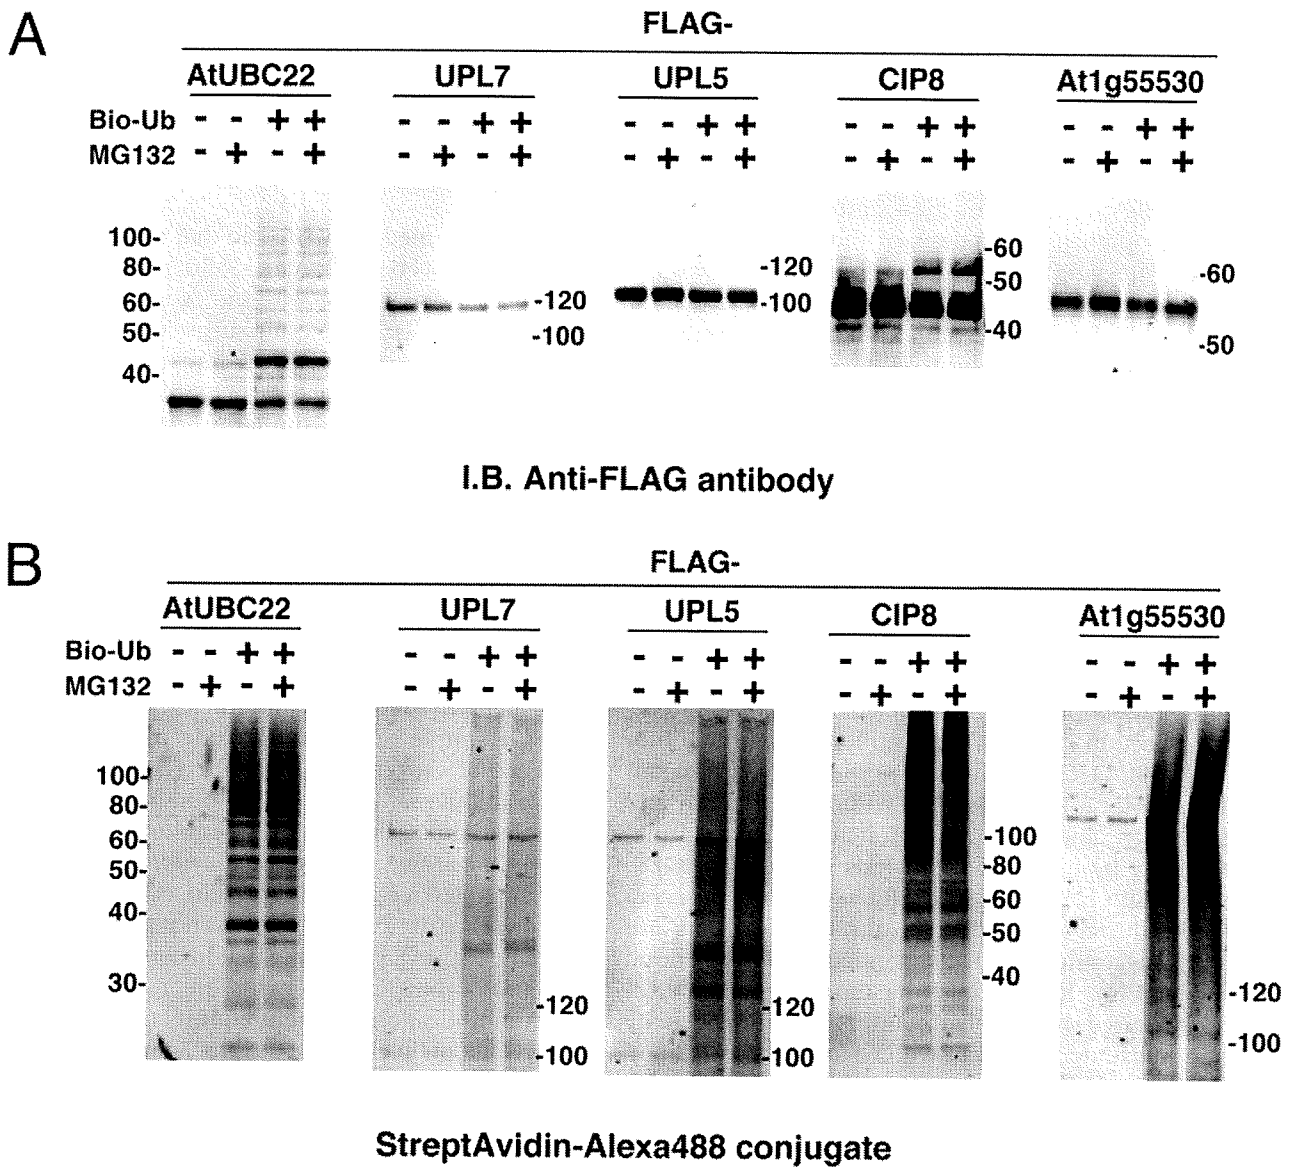 A
FLAG-
AtUBC22 UPL7 UPL5 CIP8 At1g55530
Bio-Ub - - + + - - + + - - + + - - + + - - + +
MG132 - + - + - + - + - + - + - + - + - + - +
100-
80-
60-
50-
40-
-120
-100
-120
-100
-60
-50
-40
-60
-50
I.B. Anti-FLAG antibody
B
FLAG-
AtUBC22 UPL7 UPL5 CIP8 At1g55530
Bio-Ub - - + + - - + + - - + + - - + + - - + +
MG132 - + - + - + - + - + - + - + - + - + - +
100-
80-
60-
50-
40-
30-
-120
-100
-120
-100
-100
-80
-60
-50
-40
-120
-100
StreptAvidin-Alexa488 conjugate